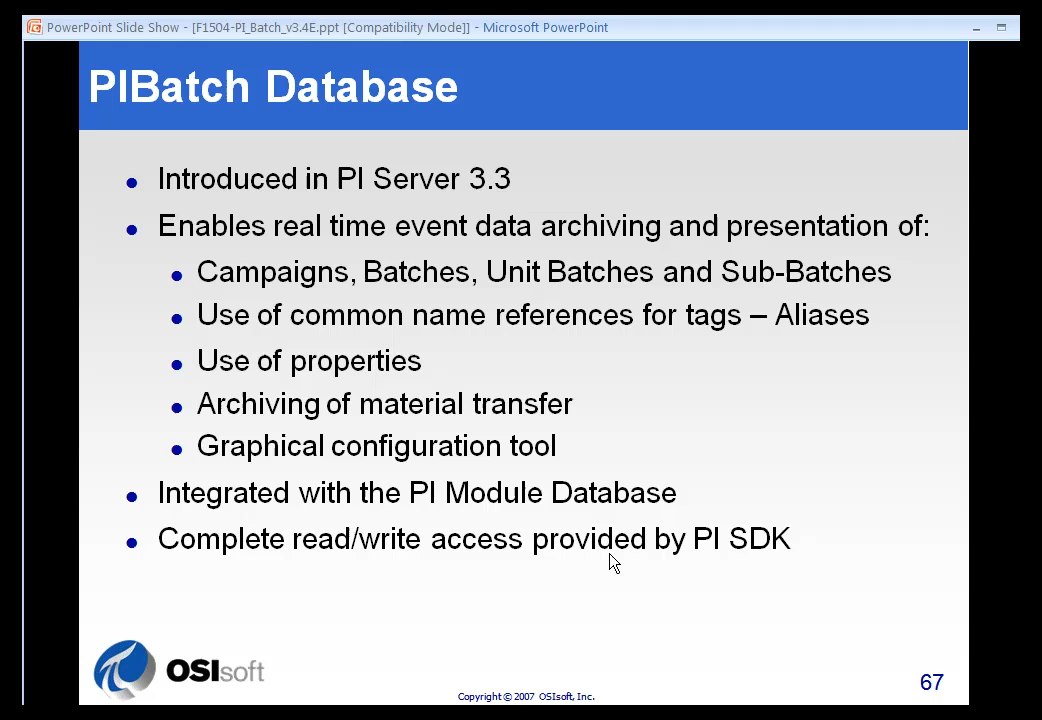 PowerPoint Slide Show - [F1504-PI_Batch_v3.4E.ppt [Compatibility Mode]] - Microsoft PowerPoint
PIBatch Database
Introduced in PI Server 3.3
Enables real time event data archiving and presentation of:
Campaigns, Batches, Unit Batches and Sub-Batches
Use of common name references for tags – Aliases
Use of properties
Archiving of material transfer
Graphical configuration tool
Integrated with the PI Module Database
Complete read/write access provided by PI SDK
OSIsoft
Copyright © 2007 OSIsoft, Inc.
67